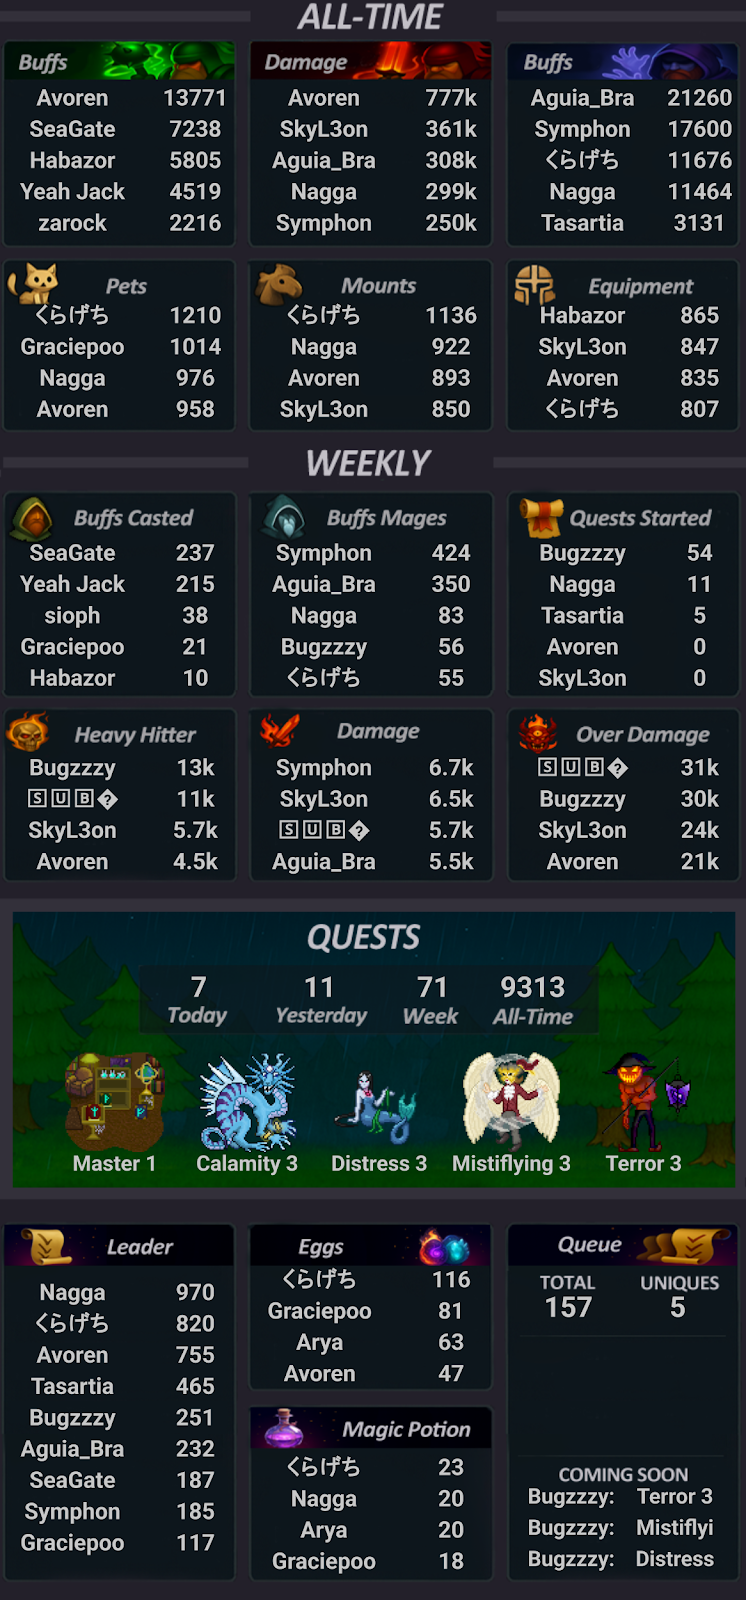 ALL-TIME
Buffs
Avoren 13771
SeaGate 7238
Habazor 5805
Yeah Jack 4519
zarock 2216
Damage
Avoren 777k
SkyL3on 361k
Aguia_Bra 308k
Nagga 299k
Symphon 250k
Buffs
Aguia_Bra 21260
Symphon 17600
くらげち 11676
Nagga 11464
Tasartia 3131
Pets
くらげち 1210
Graciepoo 1014
Nagga 976
Avoren 958
Mounts
くらげち 1136
Nagga 922
Avoren 893
SkyL3on 850
Equipment
Habazor 865
SkyL3on 847
Avoren 835
くらげち 807
WEEKLY
Buffs Casted
SeaGate 237
Yeah Jack 215
sioph 38
Graciepoo 21
Habazor 10
Buffs Mages
Symphon 424
Aguia_Bra 350
Nagga 83
Bugzzzy 56
くらげち 55
Quests Started
Bugzzzy 54
Nagga 11
Tasartia 5
Avoren 0
SkyL3on 0
Heavy Hitter
Bugzzzy 13k
🅂🅄🄱� 11k
SkyL3on 5.7k
Avoren 4.5k
Damage
Symphon 6.7k
SkyL3on 6.5k
🅂🅄🄱� 5.7k
Aguia_Bra 5.5k
Over Damage
🅂🅄🄱� 31k
Bugzzzy 30k
SkyL3on 24k
Avoren 21k
QUESTS
7 11 71 9313
Today Yesterday Week All-Time
Master 1 Calamity 3 Distress 3 Mistiflying 3 Terror 3
Leader
Nagga 970
くらげち 820
Avoren 755
Tasartia 465
Bugzzzy 251
Aguia_Bra 232
SeaGate 187
Symphon 185
Graciepoo 117
Eggs
くらげち 116
Graciepoo 81
Arya 63
Avoren 47
Magic Potion
くらげち 23
Nagga 20
Arya 20
Graciepoo 18
Queue
TOTAL UNIQUES
157 5
COMING SOON
Bugzzzy: Terror 3
Bugzzzy: Mistiflyi
Bugzzzy: Distress